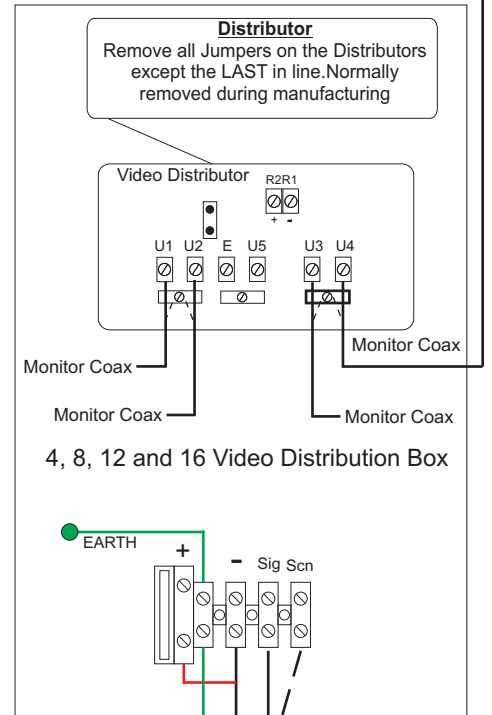 Distributor
Remove all Jumpers on the Distributors
except the LAST in line.Normally
removed during manufacturing
Video Distributor
R2R1
+ -
U1 U2 E U5 U3 U4
Monitor Coax
Monitor Coax
Monitor Coax
Monitor Coax
4, 8, 12 and 16 Video Distribution Box
EARTH
+ - Sig Scn